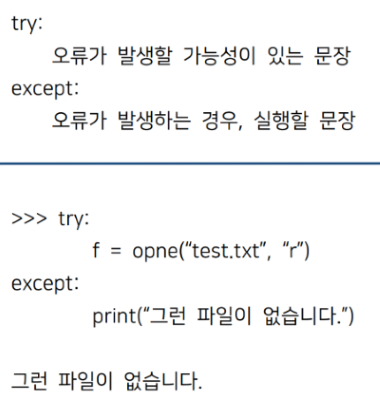 try:
오류가 발생할 가능성이 있는 문장
except:
오류가 발생하는 경우, 실행할 문장
>>> try:
f = opne(“test.txt”, “r”)
except:
print(“그런 파일이 없습니다.”)
그런 파일이 없습니다.